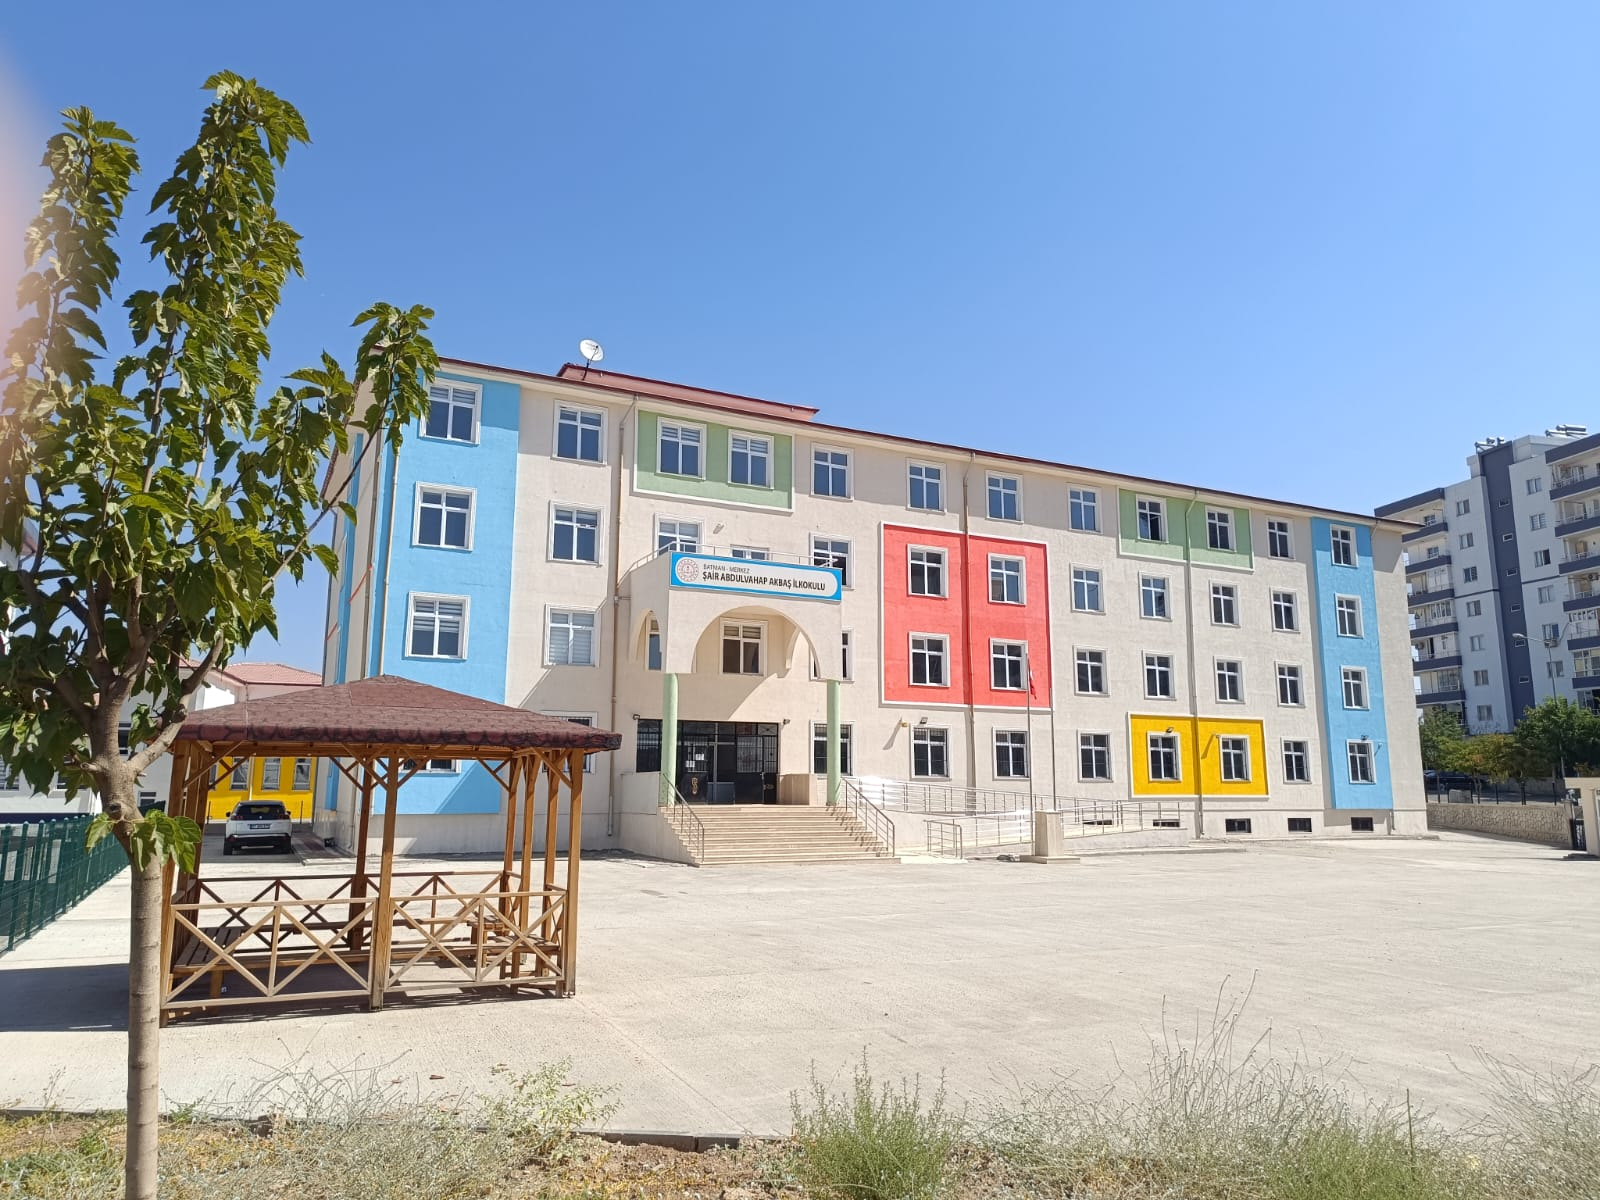 BATMAN - MERKEZ
ŞAİR ABDULVAHAP AKBAŞ İLKOKULU